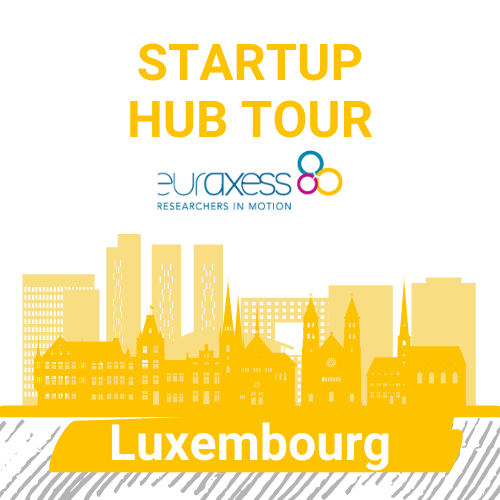 STARTUP
HUB TOUR
euraxess
RESEARCHERS IN MOTION
Luxembourg